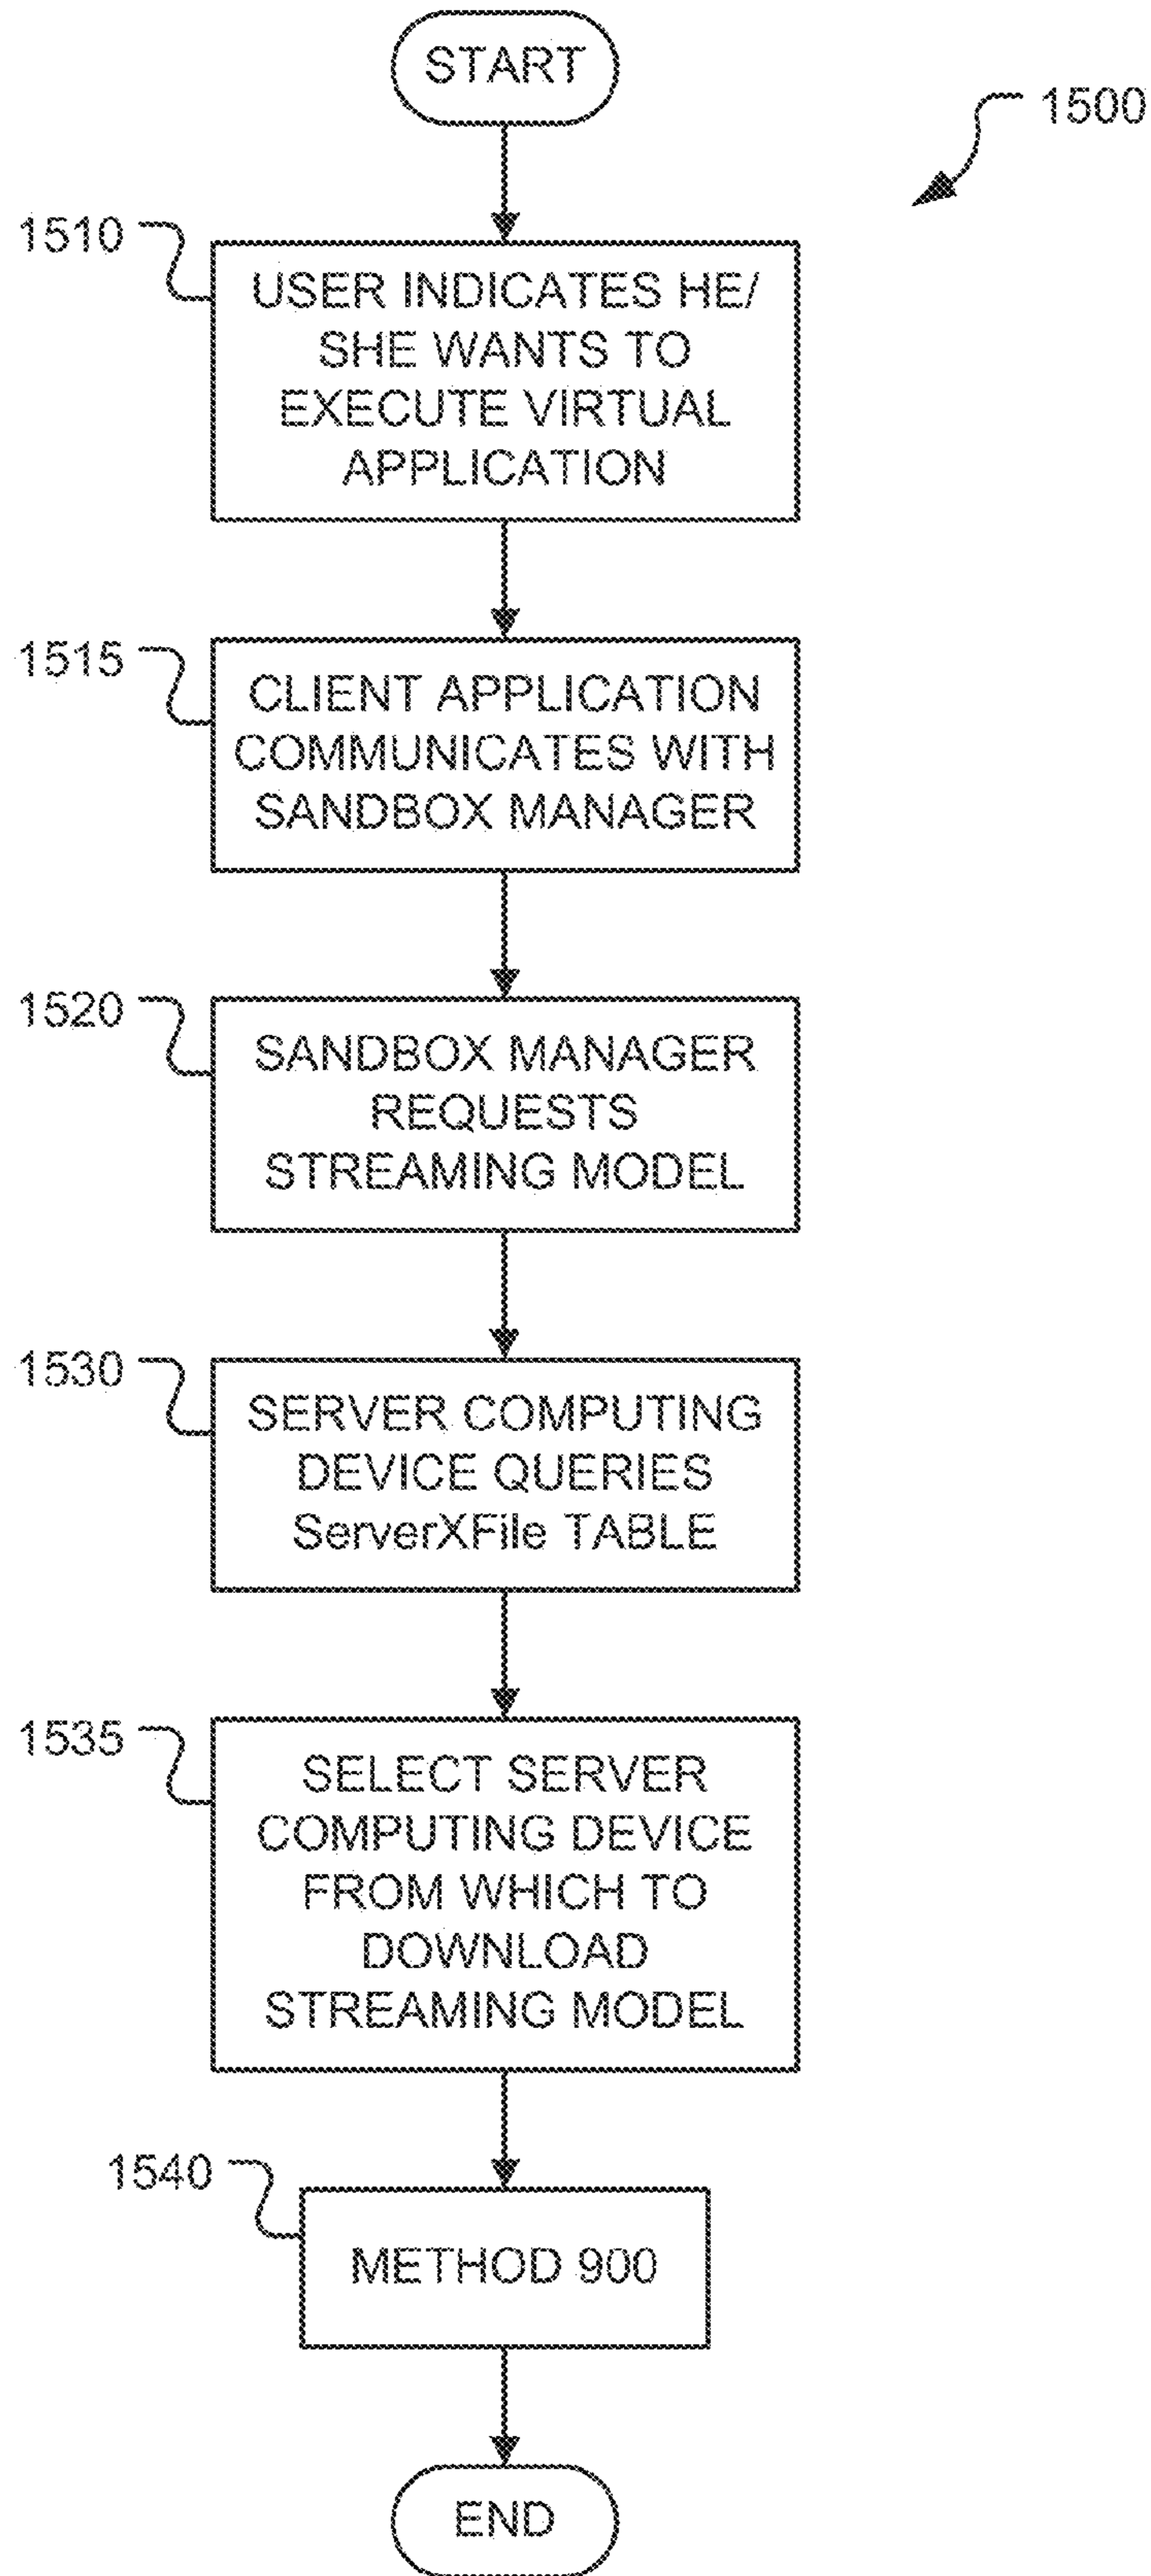 START
1500
1510
USER INDICATES HE/
SHE WANTS TO
EXECUTE VIRTUAL
APPLICATION
1515
CLIENT APPLICATION
COMMUNICATES WITH
SANDBOX MANAGER
1520
SANDBOX MANAGER
REQUESTS
STREAMING MODEL
1530
SERVER COMPUTING
DEVICE QUERIES
ServerXFile TABLE
1535
SELECT SERVER
COMPUTING DEVICE
FROM WHICH TO
DOWNLOAD
STREAMING MODEL
1540
METHOD 900
END